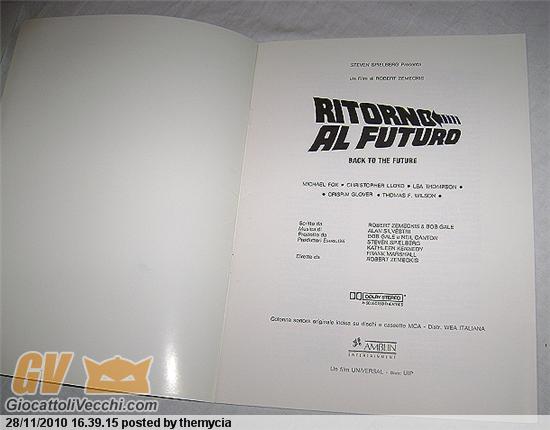 STEVEN SPIELBERG Presenta
un film di ROBERT ZEMECKIS
RITORNO
AL FUTURO
BACK TO THE FUTURE
MICHAEL FOX • CHRISTOPHER LLOYD • LEA THOMPSON •
• CRISPIN GLOVER • THOMAS F. WILSON •
Scritto da ROBERT ZEMECKIS & BOB GALE
Musica di ALAN SILVESTRI
Prodotto da BOB GALE e NEIL CANTON
Produttori Esecutivi STEVEN SPIELBERG
KATHLEEN KENNEDY
FRANK MARSHALL
Diretto da ROBERT ZEMECKIS
DOLBY STEREO
IN SELECTED THEATRES
Colonna sonora originale incisa su dischi e cassette MCA - Distr. WEA ITALIANA
AMBLIN
ENTERTAINMENT
Un film UNIVERSAL - Distr. UIP
GV
GiocattoliVecchi.com
28/11/2010 16.39.15 posted by themycia